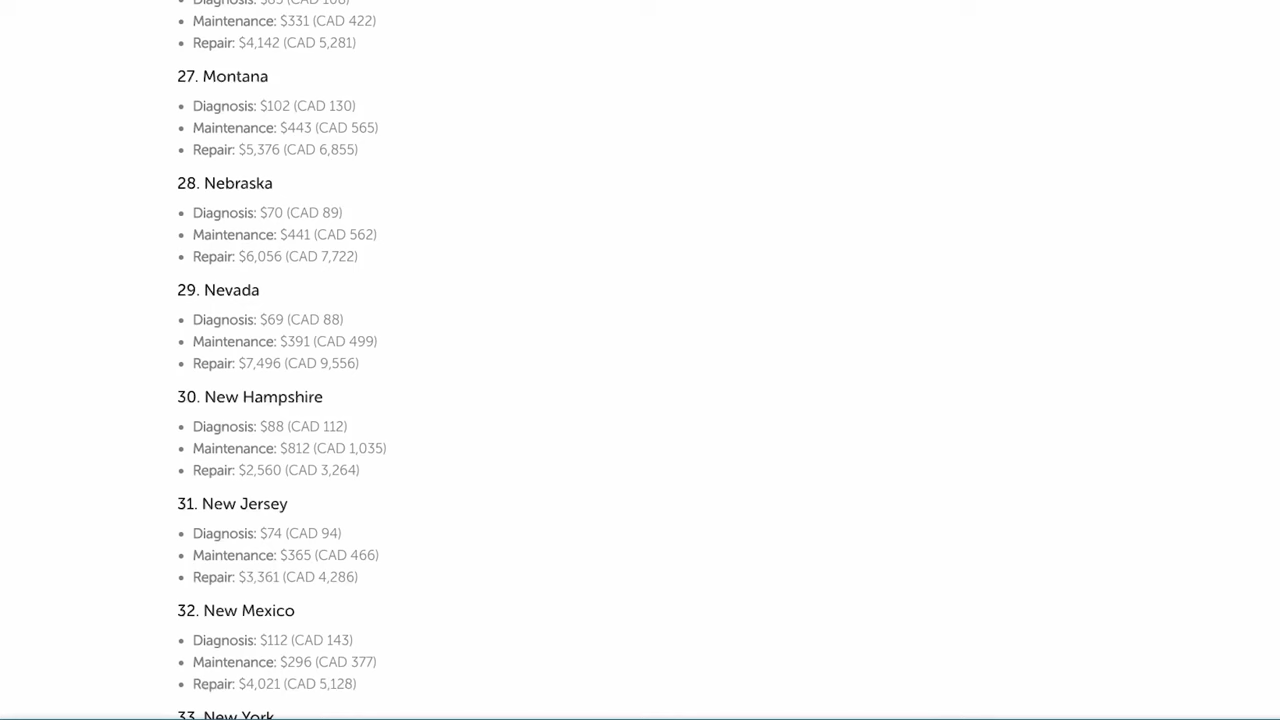 • Maintenance: $331 (CAD 422)
• Repair: $4,142 (CAD 5,281)
27. Montana
• Diagnosis: $102 (CAD 130)
• Maintenance: $443 (CAD 565)
• Repair: $5,376 (CAD 6,855)
28. Nebraska
• Diagnosis: $70 (CAD 89)
• Maintenance: $441 (CAD 562)
• Repair: $6,056 (CAD 7,722)
29. Nevada
• Diagnosis: $69 (CAD 88)
• Maintenance: $391 (CAD 499)
• Repair: $7,496 (CAD 9,556)
30. New Hampshire
• Diagnosis: $88 (CAD 112)
• Maintenance: $812 (CAD 1,035)
• Repair: $2,560 (CAD 3,264)
31. New Jersey
• Diagnosis: $74 (CAD 94)
• Maintenance: $365 (CAD 466)
• Repair: $3,361 (CAD 4,286)
32. New Mexico
• Diagnosis: $112 (CAD 143)
• Maintenance: $296 (CAD 377)
• Repair: $4,021 (CAD 5,128)
33. New York